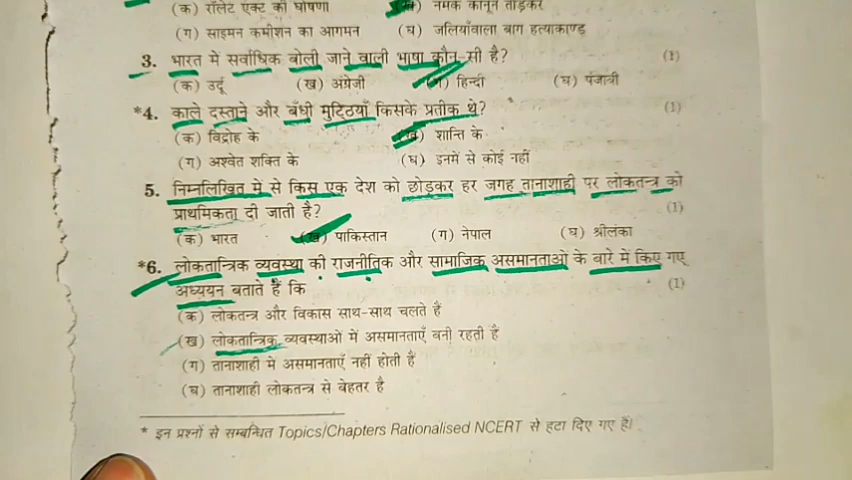 (क) रॉलेट एक्ट की घोषणा (ख) नमक कानून तोड़कर
(ग) साइमन कमीशन का आगमन (घ) जलियाँवाला बाग हत्याकाण्ड
3. भारत में सर्वाधिक बोली जाने वाली भाषा कौन-सी है? (1)
(क) उर्दू (ख) अंग्रेजी (ग) हिन्दी (घ) पंजाबी
*4. काले दस्ताने और बँधी मुट्ठियाँ किसके प्रतीक थे? (1)
(क) विद्रोह के (ख) शान्ति के
(ग) अश्वेत शक्ति के (घ) इनमें से कोई नहीं
5. निम्नलिखित में से किस एक देश को छोड़कर हर जगह तानाशाही पर लोकतन्त्र को
प्राथमिकता दी जाती है? (1)
(क) भारत (ख) पाकिस्तान (ग) नेपाल (घ) श्रीलंका
*6. लोकतान्त्रिक व्यवस्था की राजनीतिक और सामाजिक असमानताओं के बारे में किए गए
अध्ययन बताते हैं कि (1)
(क) लोकतन्त्र और विकास साथ-साथ चलते हैं
(ख) लोकतान्त्रिक व्यवस्थाओं में असमानताएँ बनी रहती हैं
(ग) तानाशाही में असमानताएँ नहीं होती हैं
(घ) तानाशाही लोकतन्त्र से बेहतर है
* इन प्रश्नों से सम्बन्धित Topics/Chapters Rationalised NCERT से हटा दिए गए हैं।